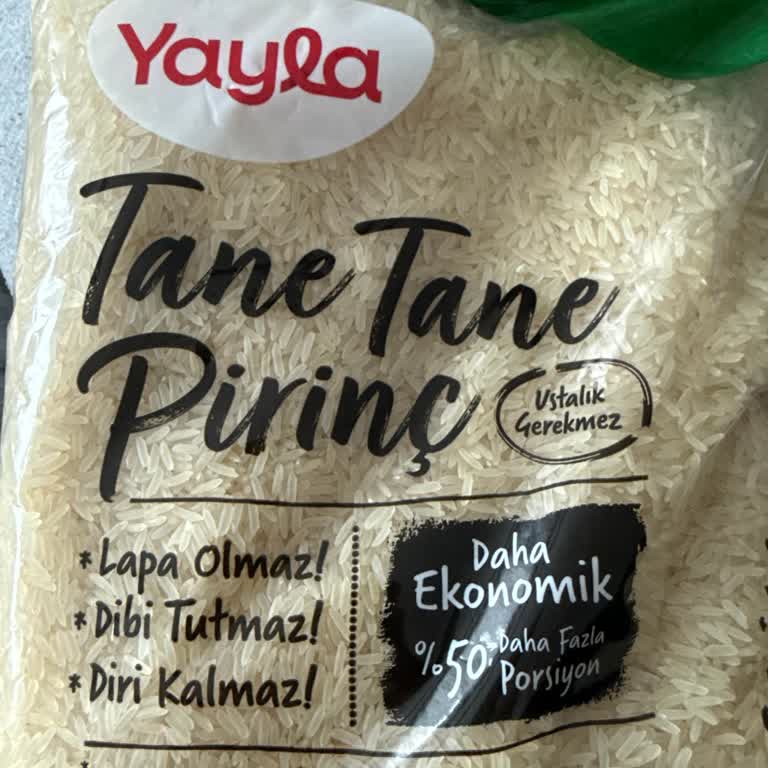 Yayla
Tane Tane
Pirinç
Ustalık
Gerekmez
*Lapa Olmaz!
*Dibi Tutmaz!
*Diri Kalmaz!
Daha
Ekonomik
%50 Daha Fazla
Porsiyon